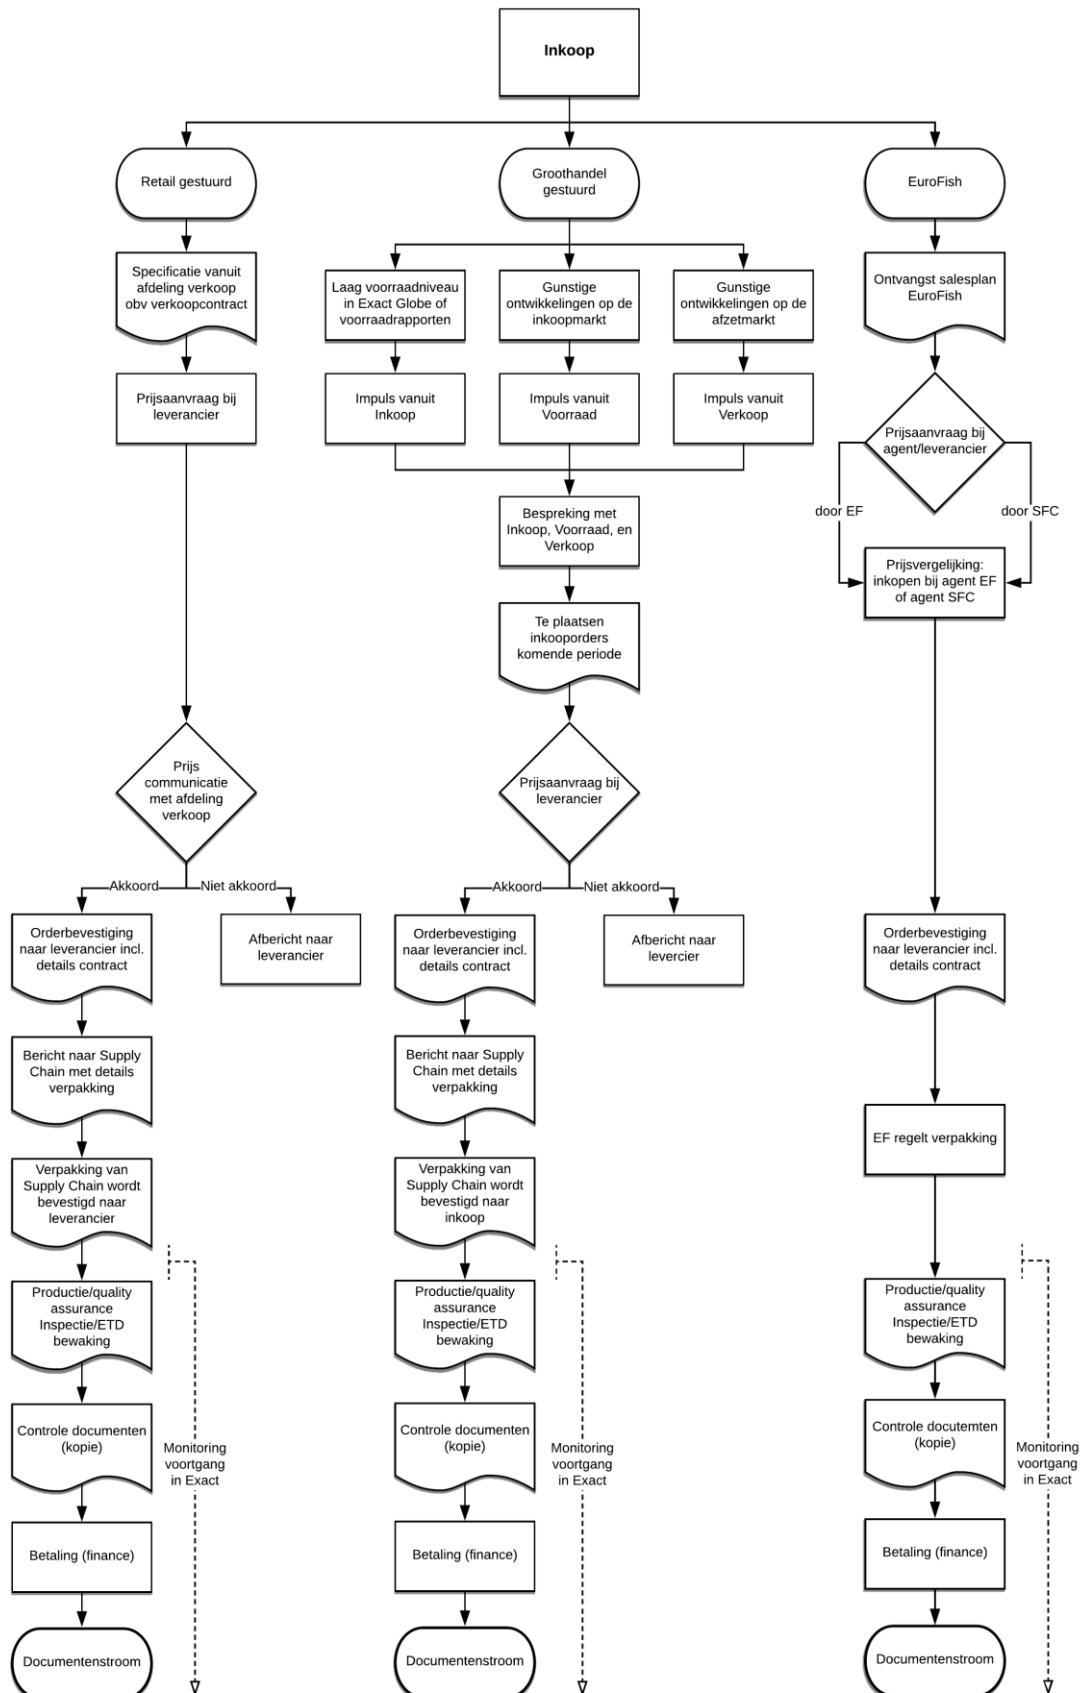 Inkoop
Retail gestuurd
Groothandel
gestuurd
EuroFish
Specificatie vanuit
afdeling verkoop
obv verkoopcontract
Laag voorraadniveau
in Exact Globe of
voorraadrapporten
Gunstige
ontwikkelingen op de
inkoopmarkt
Gunstige
ontwikkelingen op de
afzetmarkt
Ontvangst salesplan
EuroFish
Prijsaanvraag bij
leverancier
Impuls vanuit
Inkoop
Impuls vanuit
Voorraad
Impuls vanuit
Verkoop
Prijsaanvraag bij
agent/leverancier
door EF
door SFC
Bespreking met
Inkoop, Voorraad, en
Verkoop
Prijsvergelijking:
inkopen bij agent EF
of agent SFC
Te plaatsen
inkooporders
komende periode
Prijs
communicatie
met afdeling
verkoop
Prijsaanvraag bij
leverancier
Akkoord
Niet akkoord
Akkoord
Niet akkoord
Orderbevestiging
naar leverancier incl.
details contract
Afbericht naar
leverancier
Orderbevestiging
naar leverancier incl.
details contract
Afbericht naar
levercier
Orderbevestiging
naar leverancier incl.
details contract
Bericht naar Supply
Chain met details
verpakking
Bericht naar Supply
Chain met details
verpakking
EF regelt verpakking
Verpakking van
Supply Chain wordt
bevestigd naar
leverancier
Verpakking van
Supply Chain wordt
bevestigd naar
inkoop
Productie/quality
assurance
Inspectie/ETD
bewaking
Productie/quality
assurance
Inspectie/ETD
bewaking
Productie/quality
assurance
Inspectie/ETD
bewaking
Controle documenten
(kopie)
Monitoring
voortgang
in Exact
Controle documenten
(kopie)
Monitoring
voortgang
in Exact
Controle docutemten
(kopie)
Monitoring
voortgang
in Exact
Betaling (finance)
Betaling (finance)
Betaling (finance)
Documentenstroom
Documentenstroom
Documentenstroom